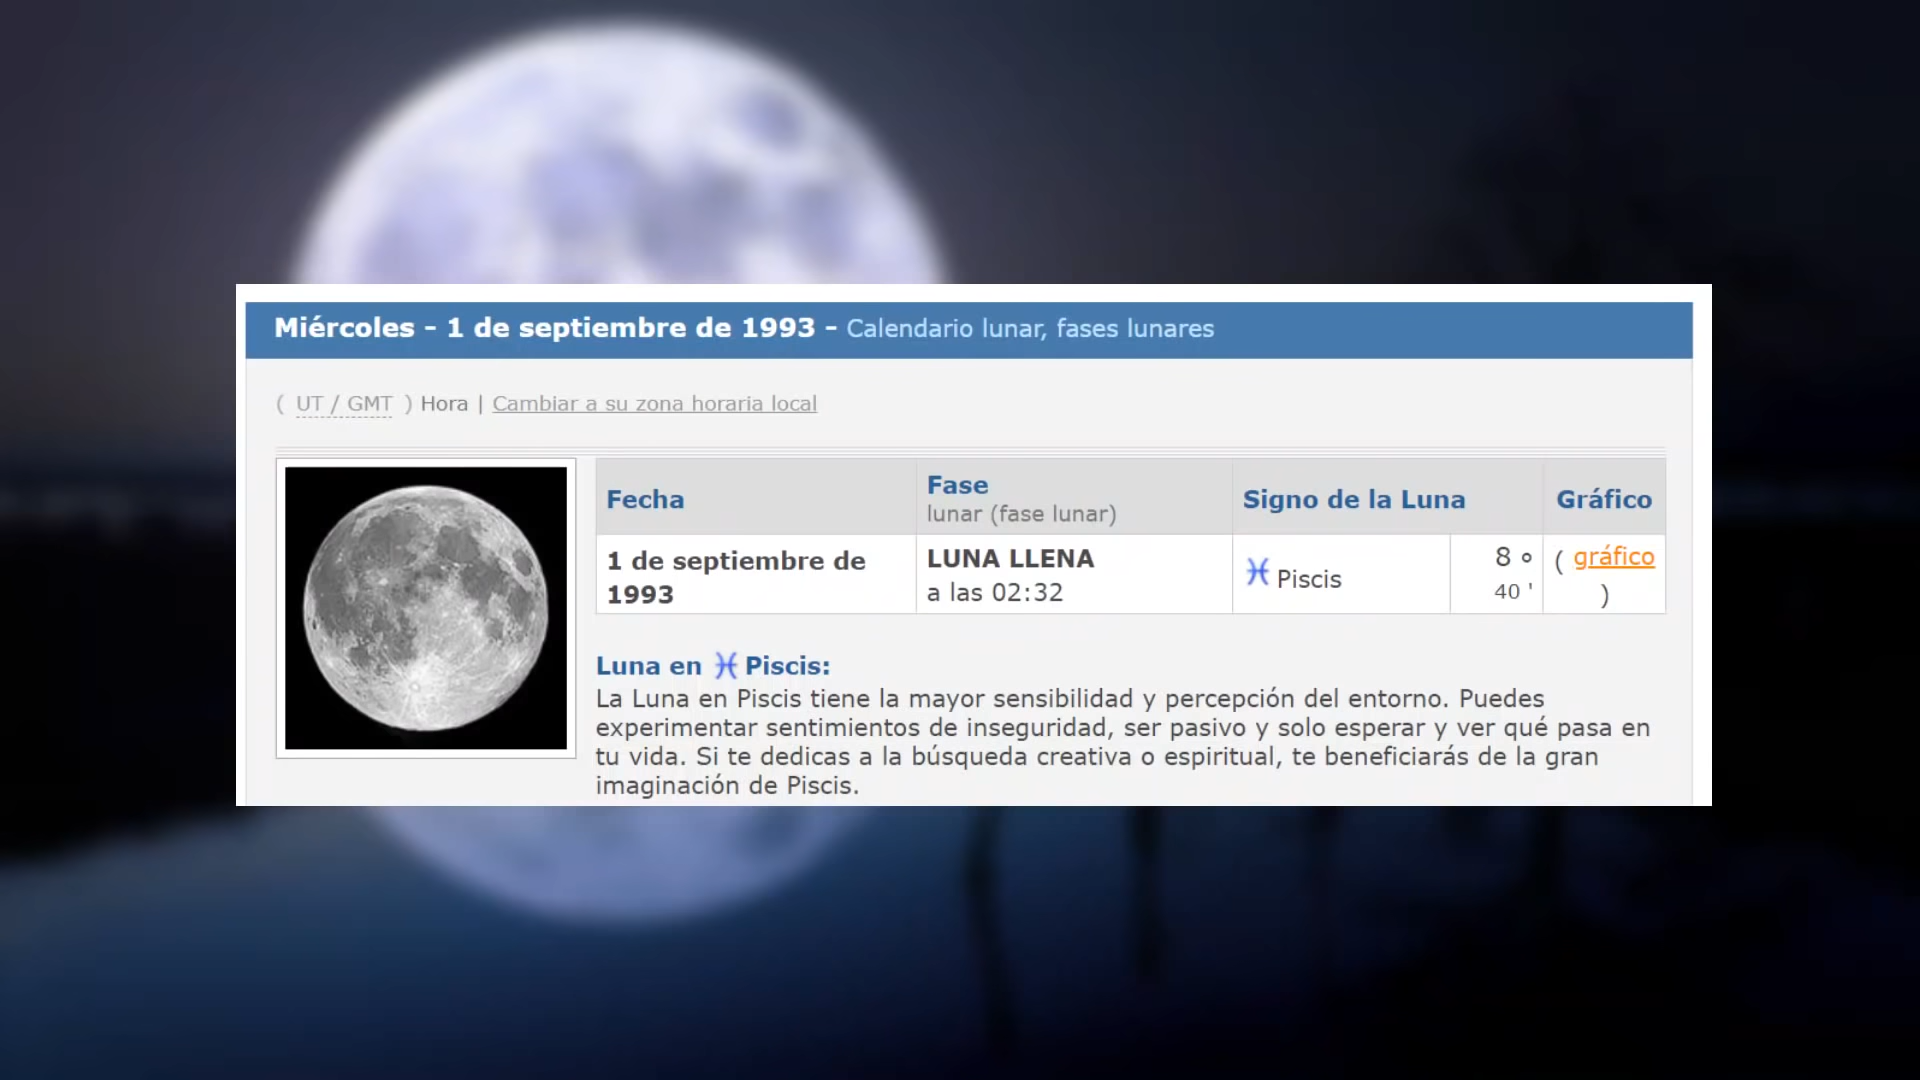 Miércoles - 1 de septiembre de 1993 - Calendario lunar, fases lunares
( UT / GMT ) Hora | Cambiar a su zona horaria local
Fecha
Fase
lunar (fase lunar)
Signo de la Luna
Gráfico
1 de septiembre de
1993
LUNA LLENA
a las 02:32
♓ Piscis
8 º
40 '
( gráfico
)
Luna en ♓ Piscis:
La Luna en Piscis tiene la mayor sensibilidad y percepción del entorno. Puedes
experimentar sentimientos de inseguridad, ser pasivo y solo esperar y ver qué pasa en
tu vida. Si te dedicas a la búsqueda creativa o espiritual, te beneficiarás de la gran
imaginación de Piscis.